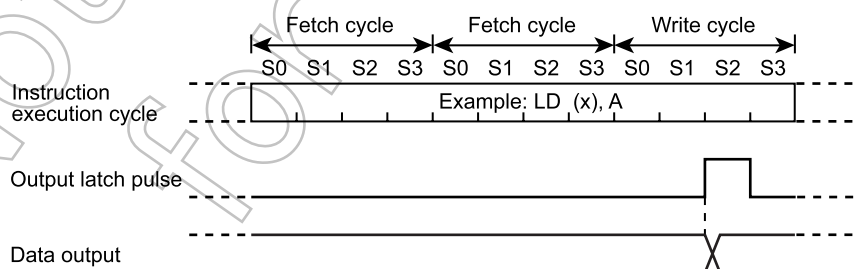 Fetch cycle Fetch cycle Write cycle
S0 S1 S2 S3 S0 S1 S2 S3 S0 S1 S2 S3
Instruction
execution cycle
Example: LD (x), A
Output latch pulse
Data output